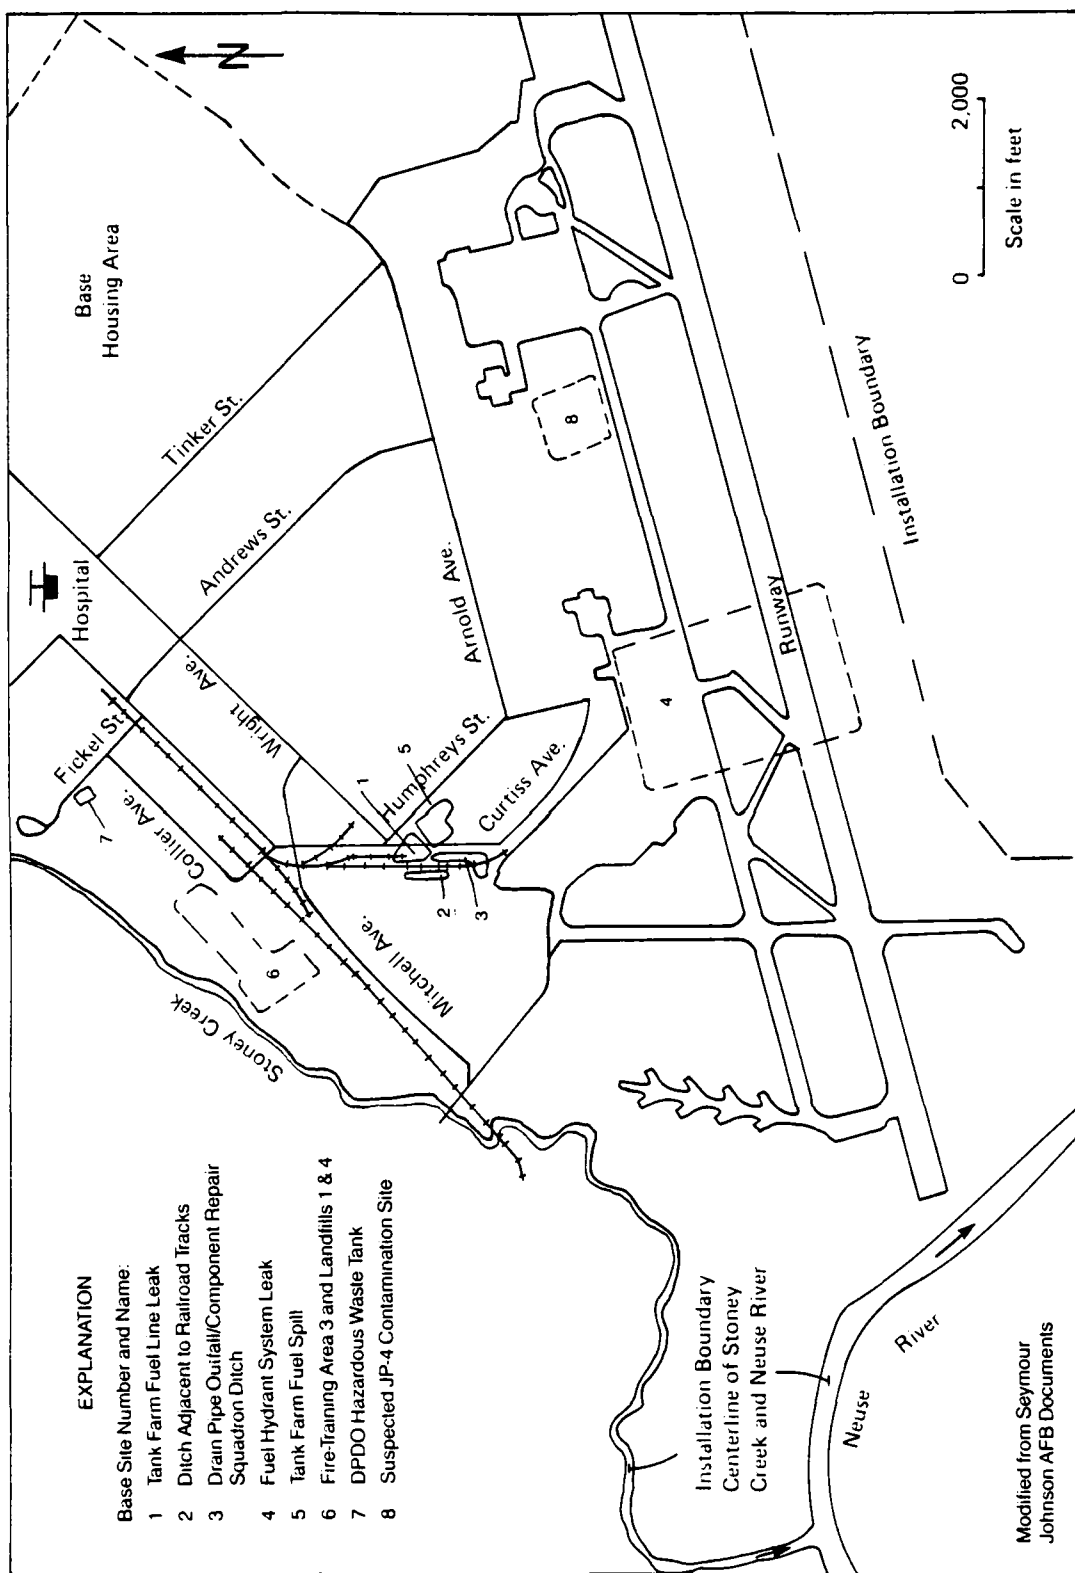 EXPLANATION
Base Site Number and Name:
1 Tank Farm Fuel Line Leak
2 Ditch Adjacent to Railroad Tracks
3 Drain Pipe Outfall/Component Repair
Squadron Ditch
4 Fuel Hydrant System Leak
5 Tank Farm Fuel Spill
6 Fire-Training Area 3 and Landfills 1 & 4
7 DPDO Hazardous Waste Tank
8 Suspected JP-4 Contamination Site
N
Base
Housing Area
Hospital
Tinker St.
Andrews St.
Fickel St.
Wright Ave.
Collier Ave.
7
6
Stoney Creek
Mitchell Ave.
Humphreys St.
1
5
2
3
Arnold Ave.
Curtiss Ave.
8
4
Runway
Installation Boundary
0 2,000
Scale in feet
Installation Boundary
Centerline of Stoney
Creek and Neuse River
Neuse
River
Modified from Seymour
Johnson AFB Documents